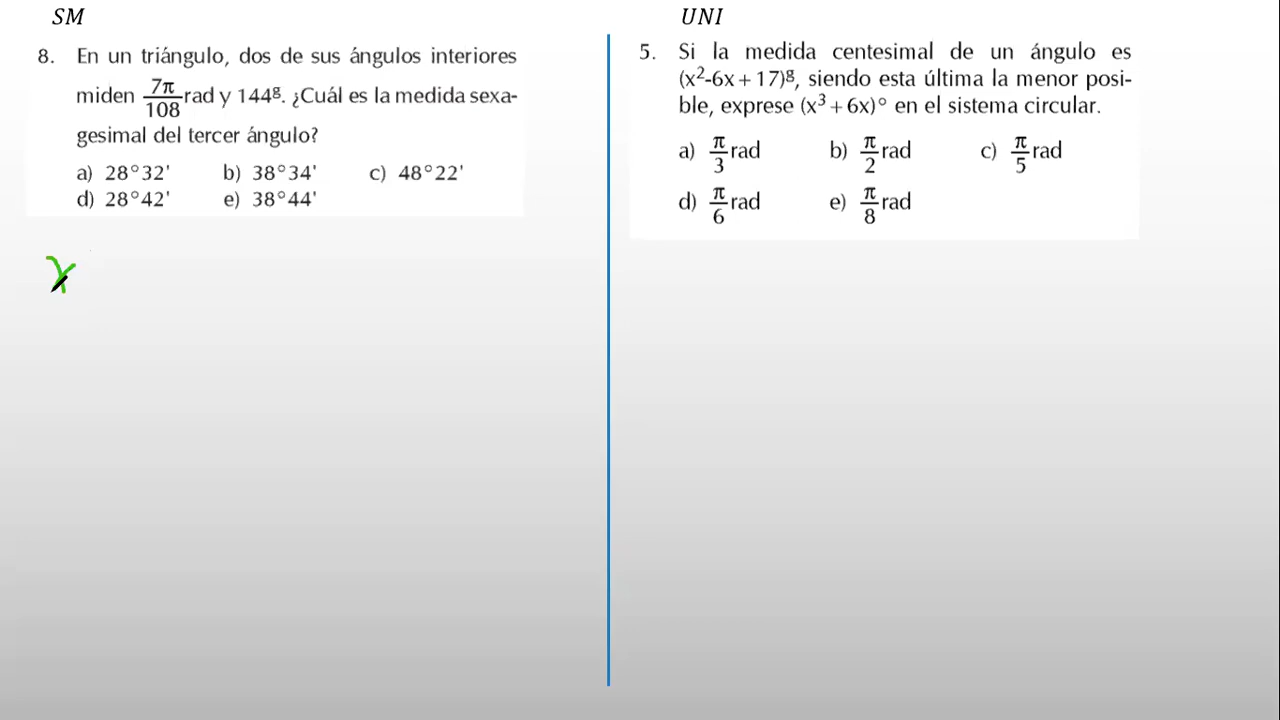 SM
8. En un triángulo, dos de sus ángulos interiores
miden 7π/108 rad y 144ᵍ. ¿Cuál es la medida sexa-
gesimal del tercer ángulo?
a) 28°32' b) 38°34' c) 48°22'
d) 28°42' e) 38°44'
x
UNI
5. Si la medida centesimal de un ángulo es
(x²-6x+17)ᵍ, siendo esta última la menor posi-
ble, exprese (x³+6x)° en el sistema circular.
a) π/3 rad b) π/2 rad c) π/5 rad
d) π/6 rad e) π/8 rad